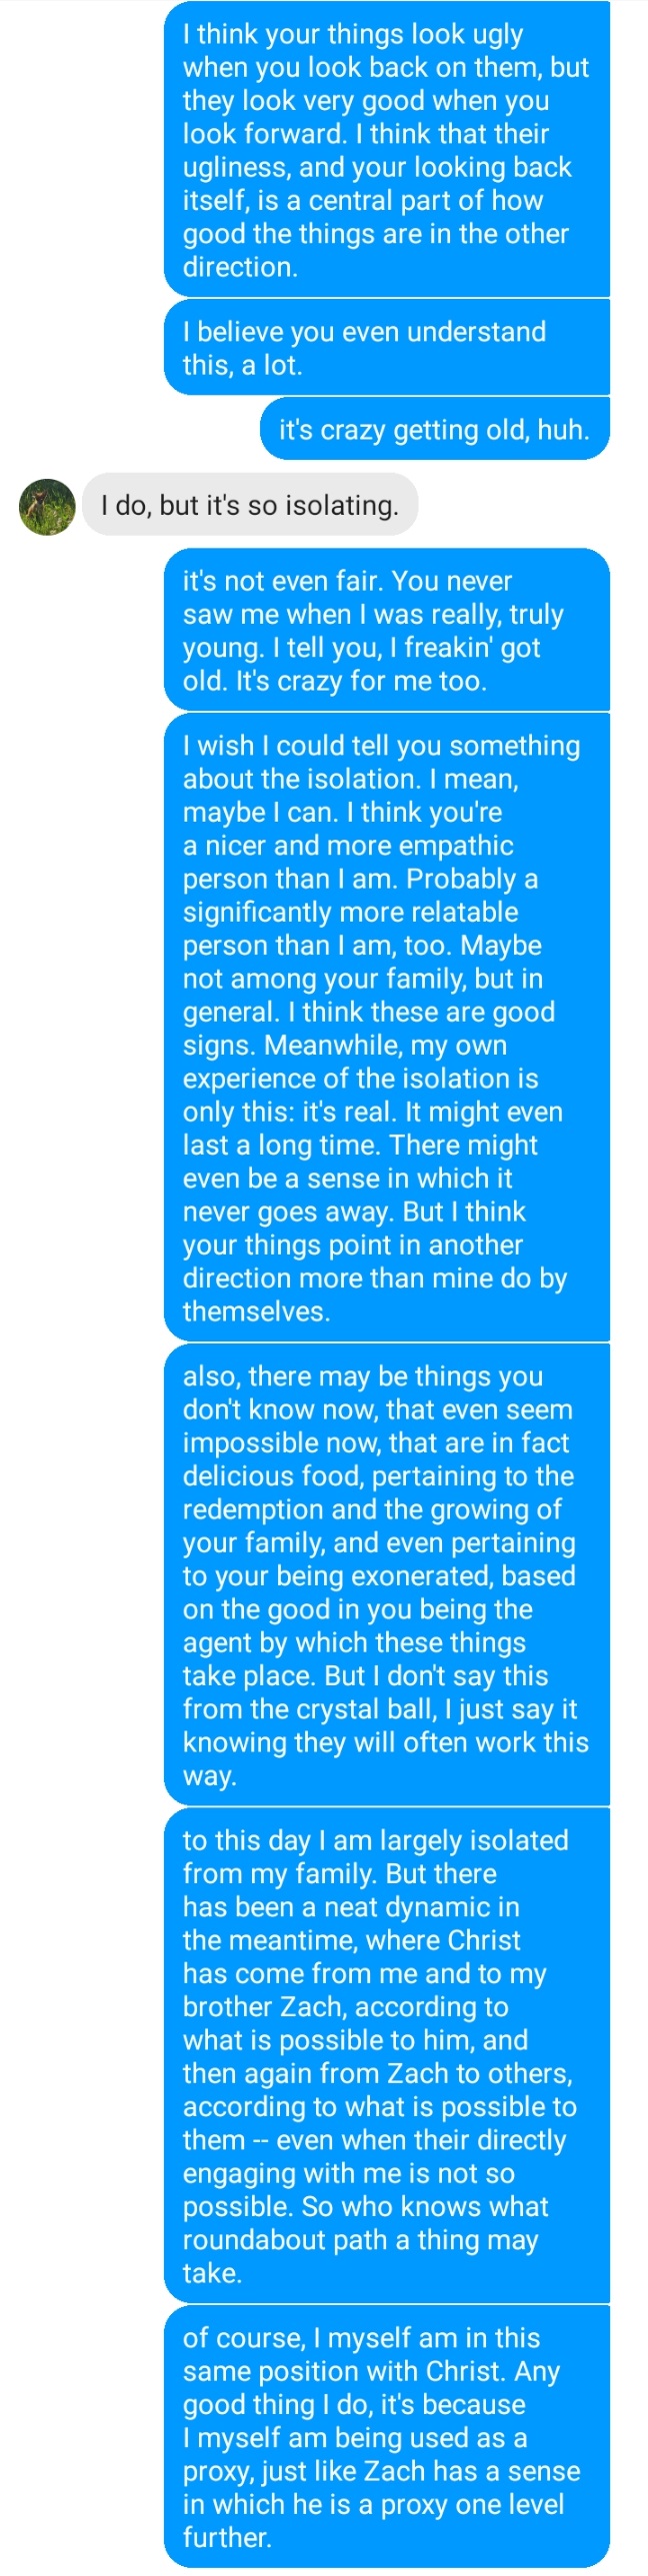 I think your things look ugly
when you look back on them, but
they look very good when you
look forward. I think that their
ugliness, and your looking back
itself, is a central part of how
good the things are in the other
direction.
I believe you even understand
this, a lot.
it's crazy getting old, huh.
I do, but it's so isolating.
it's not even fair. You never
saw me when I was really, truly
young. I tell you, I freakin' got
old. It's crazy for me too.
I wish I could tell you something
about the isolation. I mean,
maybe I can. I think you're
a nicer and more empathic
person than I am. Probably a
significantly more relatable
person than I am, too. Maybe
not among your family, but in
general. I think these are good
signs. Meanwhile, my own
experience of the isolation is
only this: it's real. It might even
last a long time. There might
even be a sense in which it
never goes away. But I think
your things point in another
direction more than mine do by
themselves.
also, there may be things you
don't know now, that even seem
impossible now, that are in fact
delicious food, pertaining to the
redemption and the growing of
your family, and even pertaining
to your being exonerated, based
on the good in you being the
agent by which these things
take place. But I don't say this
from the crystal ball, I just say it
knowing they will often work this
way.
to this day I am largely isolated
from my family. But there
has been a neat dynamic in
the meantime, where Christ
has come from me and to my
brother Zach, according to
what is possible to him, and
then again from Zach to others,
according to what is possible to
them -- even when their directly
engaging with me is not so
possible. So who knows what
roundabout path a thing may
take.
of course, I myself am in this
same position with Christ. Any
good thing I do, it's because
I myself am being used as a
proxy, just like Zach has a sense
in which he is a proxy one level
further.